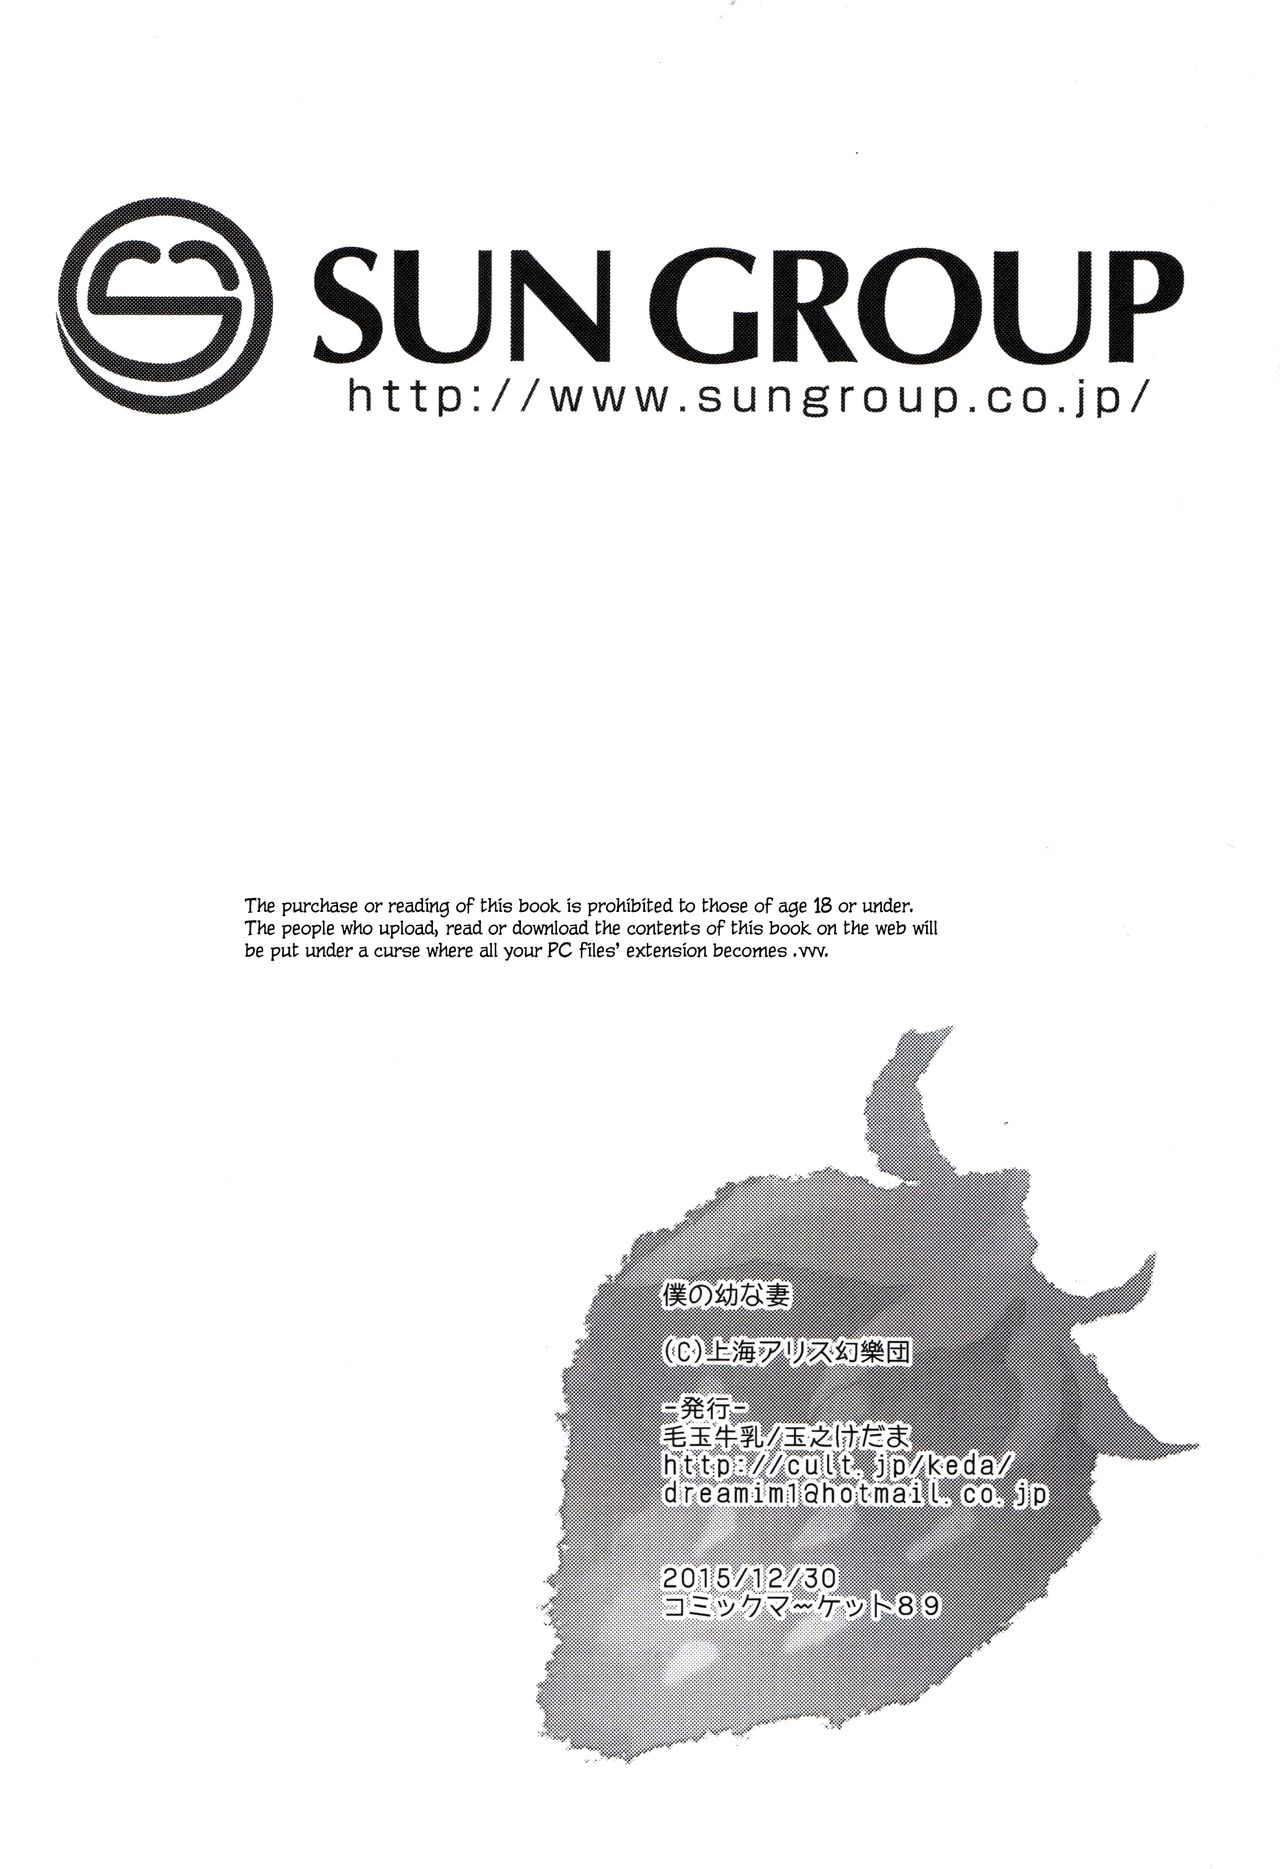 SUN GROUP
http://www.sungroup.co.jp/
The purchase or reading of this book is prohibited to those of age 18 or under.
The people who upload, read or download the contents of this book on the web will
be put under a curse where all your PC files' extension becomes .vvv.
僕の幼な妻
(C)上海アリス幻樂団
-発行-
毛玉牛乳/玉之けだま
http://cult.jp/keda/
dreamim1@hotmail.co.jp
2015/12/30
コミックマ～ケット８９